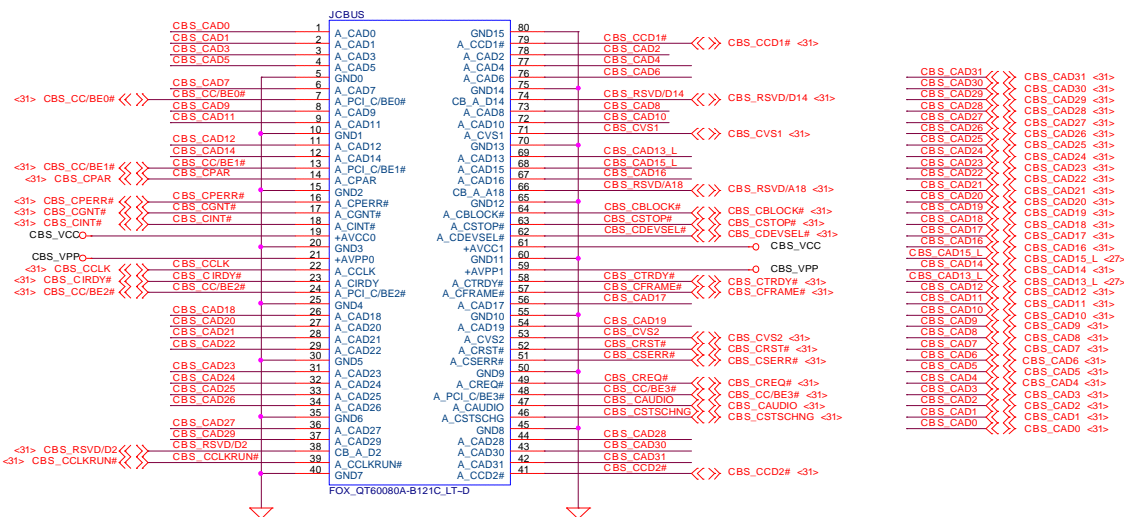 JCBUS
CBS_CAD0 1 A_CAD0 GND15 80
CBS_CAD1 2 A_CAD1 A_CCD1# 79 CBS_CCD1# CBS_CCD1# <31>
CBS_CAD3 3 A_CAD3 A_CAD2 78 CBS_CAD2
CBS_CAD5 4 A_CAD5 A_CAD4 77 CBS_CAD4
5 GND0 A_CAD6 76 CBS_CAD6
CBS_CAD7 6 A_CAD7 GND14 75
<31> CBS_CC/BE0# CBS_CC/BE0# 7 A_PCI_C/BE0# CB_A_D14 74 CBS_RSVD/D14 CBS_RSVD/D14 <31>
CBS_CAD9 8 A_CAD9 A_CAD8 73 CBS_CAD8
CBS_CAD11 9 A_CAD11 A_CAD10 72 CBS_CAD10
10 GND1 A_CVS1 71 CBS_CVS1 CBS_CVS1 <31>
CBS_CAD12 11 A_CAD12 GND13 70
CBS_CAD14 12 A_CAD14 A_CAD13 69 CBS_CAD13_L
<31> CBS_CC/BE1# CBS_CC/BE1# 13 A_PCI_C/BE1# A_CAD15 68 CBS_CAD15_L
<31> CBS_CPAR CBS_CPAR 14 A_CPAR A_CAD16 67 CBS_CAD16
15 GND2 CB_A_A18 66 CBS_RSVD/A18 CBS_RSVD/A18 <31>
<31> CBS_CPERR# CBS_CPERR# 16 A_CPERR# GND12 65
<31> CBS_CGNT# CBS_CGNT# 17 A_CGNT# A_CBLOCK# 64 CBS_CBLOCK# CBS_CBLOCK# <31>
<31> CBS_CINT# CBS_CINT# 18 A_CINT# A_CSTOP# 63 CBS_CSTOP# CBS_CSTOP# <31>
CBS_VCC 19 +AVCC0 A_CDEVSEL# 62 CBS_CDEVSEL# CBS_CDEVSEL# <31>
20 GND3 +AVCC1 61 CBS_VCC
CBS_VPP 21 +AVPP0 GND11 60
<31> CBS_CCLK CBS_CCLK 22 A_CCLK +AVPP1 59 CBS_VPP
<31> CBS_CIRDY# CBS_CIRDY# 23 A_CIRDY A_CTRDY# 58 CBS_CTRDY# CBS_CTRDY# <31>
<31> CBS_CC/BE2# CBS_CC/BE2# 24 A_PCI_C/BE2# A_CFRAME# 57 CBS_CFRAME# CBS_CFRAME# <31>
25 GND4 A_CAD17 56 CBS_CAD17
CBS_CAD18 26 A_CAD18 GND10 55
CBS_CAD20 27 A_CAD20 A_CAD19 54 CBS_CAD19
CBS_CAD21 28 A_CAD21 A_CVS2 53 CBS_CVS2 CBS_CVS2 <31>
CBS_CAD22 29 A_CAD22 A_CRST# 52 CBS_CRST# CBS_CRST# <31>
30 GND5 A_CSERR# 51 CBS_CSERR# CBS_CSERR# <31>
CBS_CAD23 31 A_CAD23 GND9 50
CBS_CAD24 32 A_CAD24 A_CREQ# 49 CBS_CREQ# CBS_CREQ# <31>
CBS_CAD25 33 A_CAD25 A_PCI_C/BE3# 48 CBS_CC/BE3# CBS_CC/BE3# <31>
CBS_CAD26 34 A_CAD26 A_CAUDIO 47 CBS_CAUDIO CBS_CAUDIO <31>
35 GND6 A_CSTSCHG 46 CBS_CSTSCHNG CBS_CSTSCHNG <31>
CBS_CAD27 36 A_CAD27 GND8 45
CBS_CAD29 37 A_CAD29 A_CAD28 44 CBS_CAD28
<31> CBS_RSVD/D2 CBS_RSVD/D2 38 CB_A_D2 A_CAD30 43 CBS_CAD30
<31> CBS_CCLKRUN# CBS_CCLKRUN# 39 A_CCLKRUN# A_CAD31 42 CBS_CAD31
40 GND7 A_CCD2# 41 CBS_CCD2# CBS_CCD2# <31>
FOX_QT60080A-B121C_LT–D
CBS_CAD31 CBS_CAD31 <31>
CBS_CAD30 CBS_CAD30 <31>
CBS_CAD29 CBS_CAD29 <31>
CBS_CAD28 CBS_CAD28 <31>
CBS_CAD27 CBS_CAD27 <31>
CBS_CAD26 CBS_CAD26 <31>
CBS_CAD25 CBS_CAD25 <31>
CBS_CAD24 CBS_CAD24 <31>
CBS_CAD23 CBS_CAD23 <31>
CBS_CAD22 CBS_CAD22 <31>
CBS_CAD21 CBS_CAD21 <31>
CBS_CAD20 CBS_CAD20 <31>
CBS_CAD19 CBS_CAD19 <31>
CBS_CAD18 CBS_CAD18 <31>
CBS_CAD17 CBS_CAD17 <31>
CBS_CAD16 CBS_CAD16 <31>
CBS_CAD15_L CBS_CAD15_L <27>
CBS_CAD14 CBS_CAD14 <31>
CBS_CAD13_L CBS_CAD13_L <27>
CBS_CAD12 CBS_CAD12 <31>
CBS_CAD11 CBS_CAD11 <31>
CBS_CAD10 CBS_CAD10 <31>
CBS_CAD9 CBS_CAD9 <31>
CBS_CAD8 CBS_CAD8 <31>
CBS_CAD7 CBS_CAD7 <31>
CBS_CAD6 CBS_CAD6 <31>
CBS_CAD5 CBS_CAD5 <31>
CBS_CAD4 CBS_CAD4 <31>
CBS_CAD3 CBS_CAD3 <31>
CBS_CAD2 CBS_CAD2 <31>
CBS_CAD1 CBS_CAD1 <31>
CBS_CAD0 CBS_CAD0 <31>